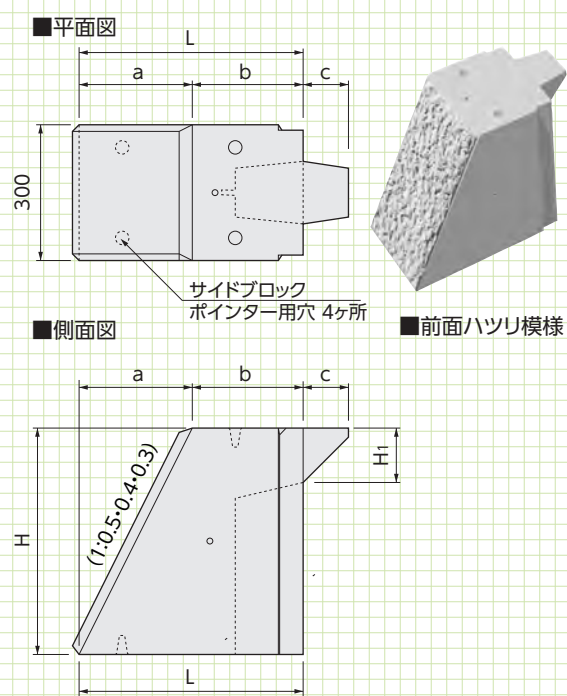 ■平面図
L
a
b
c
300
サイドブロック
ポインター用穴 4ヶ所
■前面ハツリ模様
■側面図
a
b
c
H
(1:0.5・0.4・0.3)
H1
L